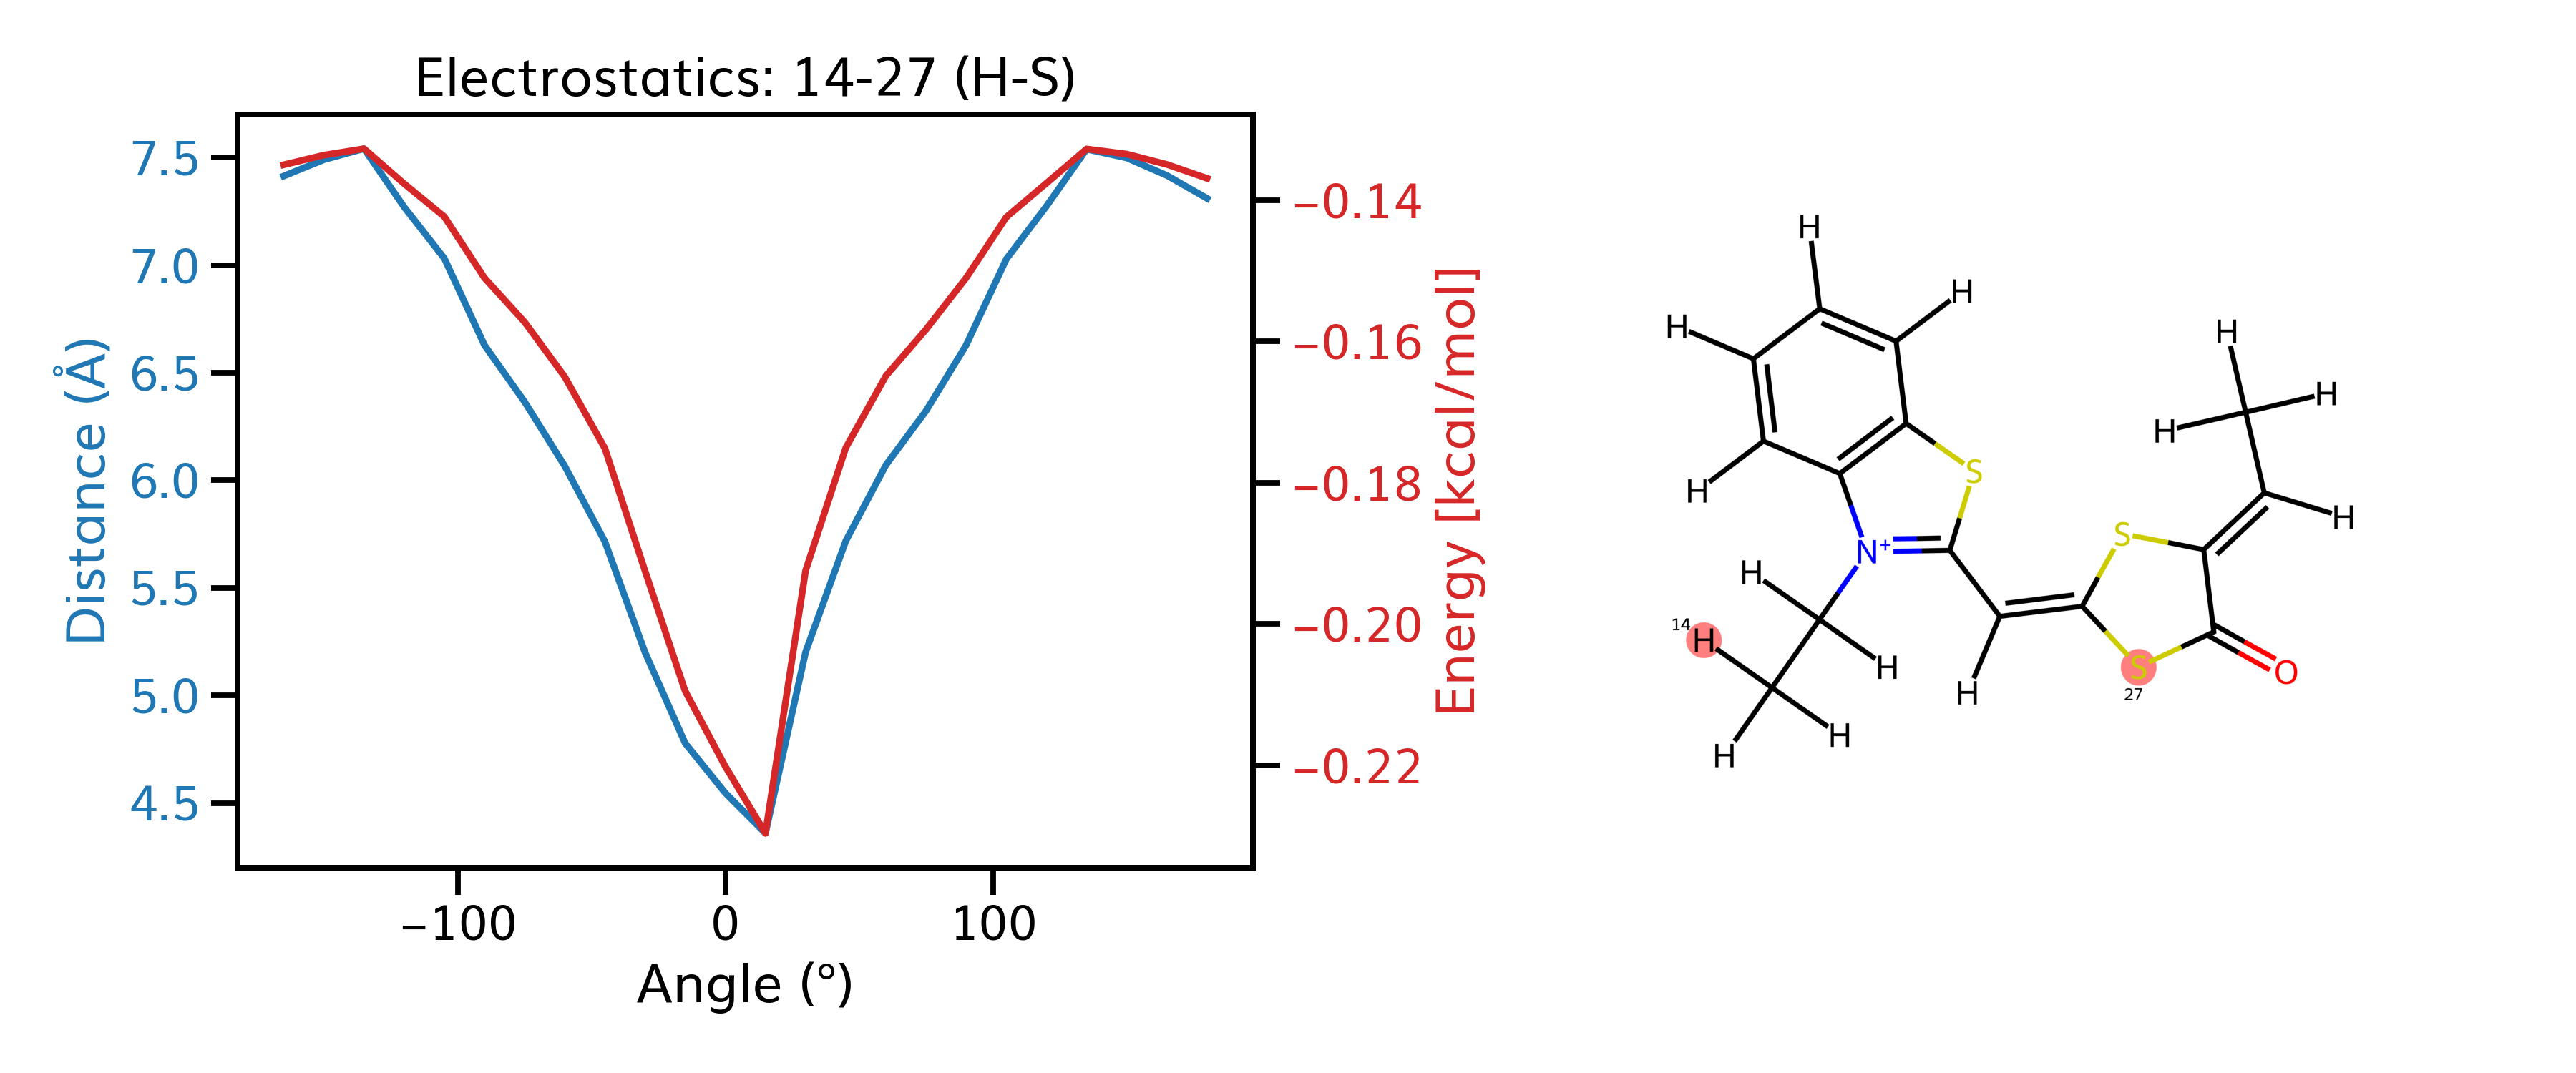 Electrostatics: 14-27 (H-S)
Distance (Å)
7.5
7.0
6.5
6.0
5.5
5.0
4.5
−100
0
100
Angle (°)
−0.14
−0.16
−0.18
−0.20
−0.22
Energy [kcal/mol]
H
H
H
H
H
H
H
S
H
S
N+
H
H
14
H
H
H
S
27
O
H
H